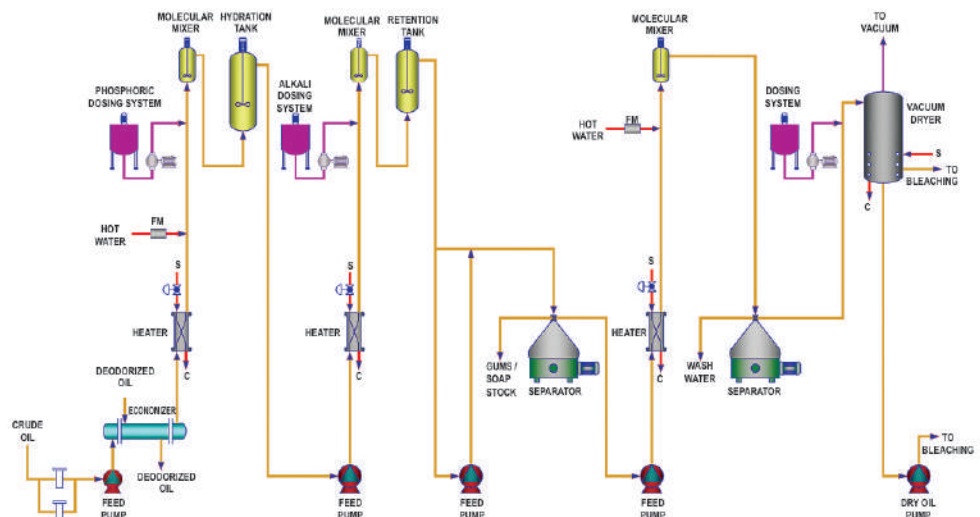 MOLECULAR
MIXER
HYDRATION
TANK
MOLECULAR
MIXER
RETENTION
TANK
MOLECULAR
MIXER
TO
VACUUM
PHOSPHORIC
DOSING SYSTEM
ALKALI
DOSING
SYSTEM
DOSING
SYSTEM
VACUUM
DRYER
HOT
WATER
FM
S
TO
BLEACHING
C
HOT
WATER
FM
S
S
S
HEATER
HEATER
HEATER
C
C
C
GUMS /
SOAP
STOCK
SEPARATOR
WASH
WATER
SEPARATOR
DEODORIZED
OIL
ECONOMIZER
CRUDE
OIL
DEODORIZED
OIL
TO
BLEACHING
FEED
PUMP
FEED
PUMP
FEED
PUMP
FEED
PUMP
DRY OIL
PUMP